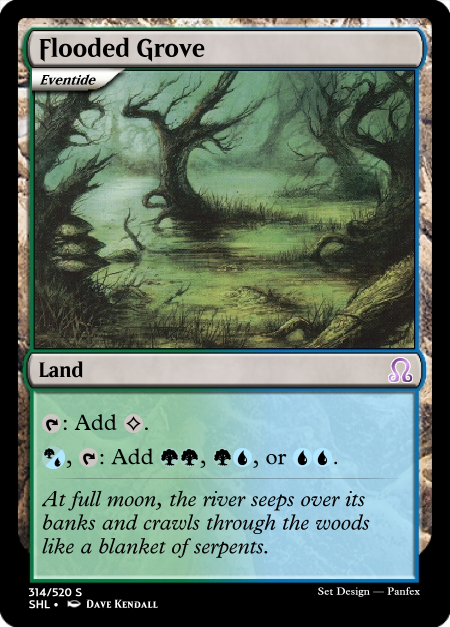 Flooded Grove
Eventide
Land
: Add .
, : Add , , or .
At full moon, the river seeps over its
banks and crawls through the woods
like a blanket of serpents.
314/520 S
SHL • Dave Kendall
Set Design — Panfex